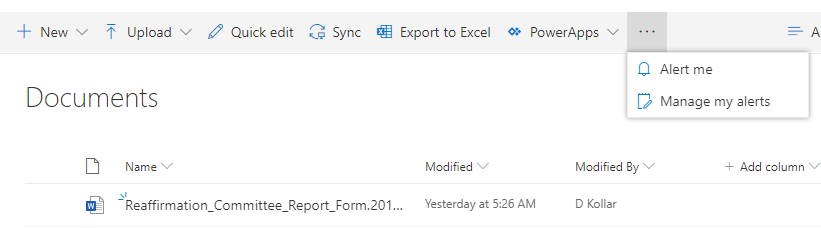 + New Upload Quick edit Sync Export to Excel PowerApps ... A
Alert me
Manage my alerts
Documents
Name Modified Modified By + Add column
Reaffirmation_Committee_Report_Form.201... Yesterday at 5:26 AM D Kollar